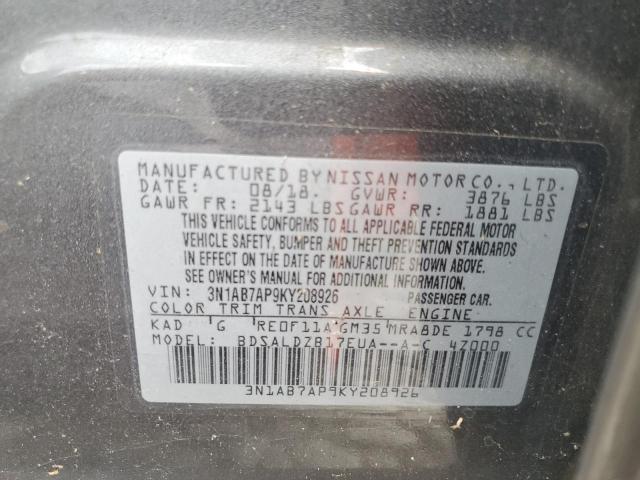 MANUFACTURED BY NISSAN MOTOR CO., LTD.
DATE: 08/18. GVWR: 3876 LBS
GAWR FR: 2143 LBS GAWR RR: 1881 LBS
THIS VEHICLE CONFORMS TO ALL APPLICABLE FEDERAL MOTOR
VEHICLE SAFETY, BUMPER AND THEFT PREVENTION STANDARDS
IN EFFECT ON THE DATE OF MANUFACTURE SHOWN ABOVE.
SEE OWNER'S MANUAL FOR ADDITIONAL INFORMATION.
VIN: 3N1AB7AP9KY208926 PASSENGER CAR.
COLOR TRIM TRANS AXLE ENGINE
KAD G RE0F11A GM35 MRA8DE 1798 CC
MODEL: BDSALDZB17EUA--A-C 47000
3N1AB7AP9KY208926